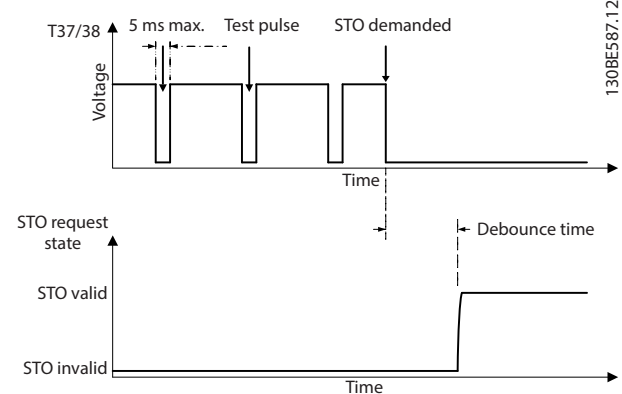 T37/38
5 ms max.
Test pulse
STO demanded
130BE587.12
Voltage
Time
STO request
state
Debounce time
STO valid
STO invalid
Time